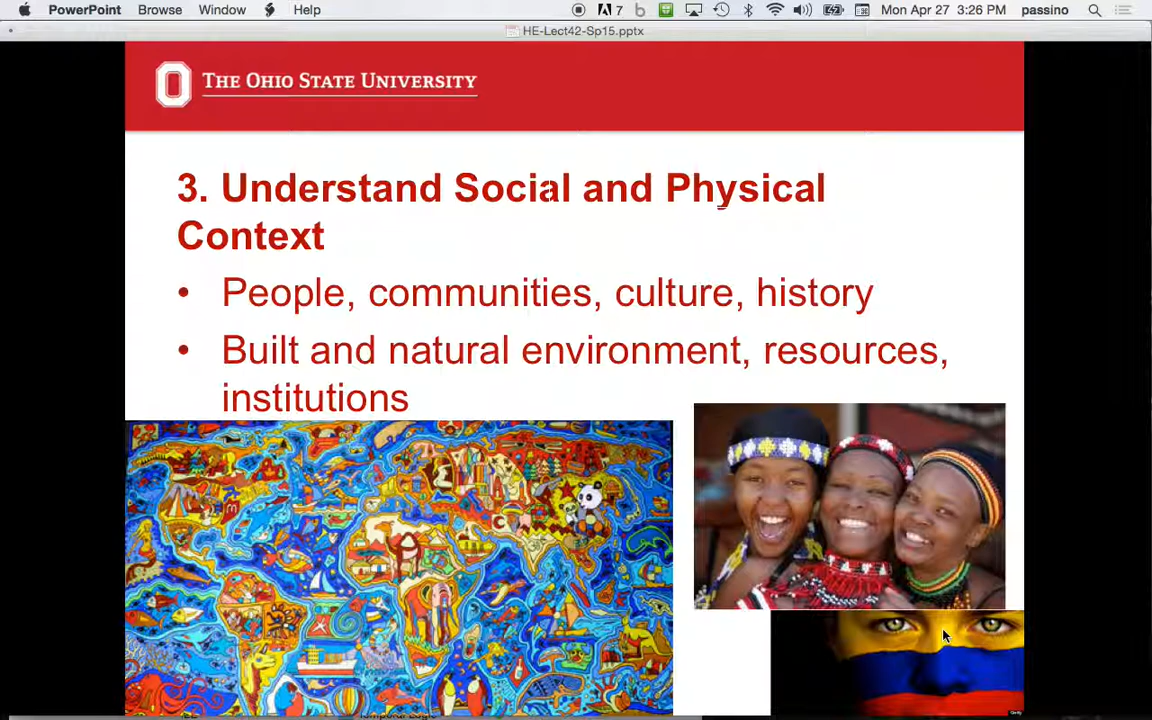 PowerPoint Browse Window Help 7 Mon Apr 27 3:26 PM passino
HE-Lect42-Sp15.pptx
THE OHIO STATE UNIVERSITY
3. Understand Social and Physical
Context
• People, communities, culture, history
• Built and natural environment, resources,
institutions